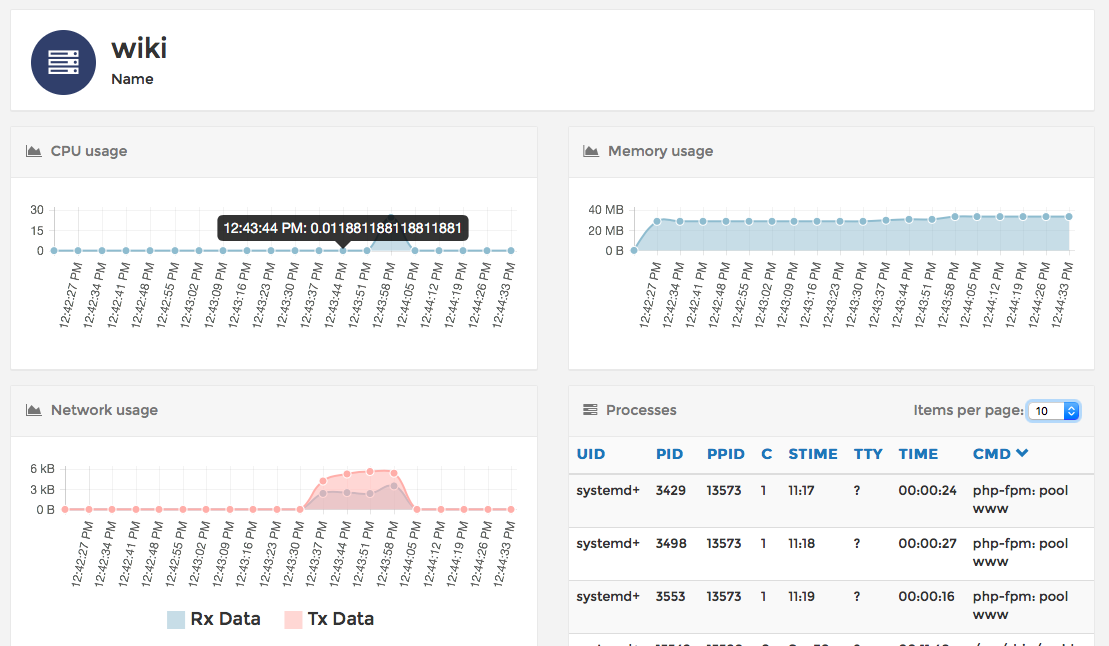 wiki
Name
CPU usage
30
15
0
12:43:44 PM: 0.011881188118811881
12:42:27 PM 12:42:34 PM 12:42:41 PM 12:42:48 PM 12:42:55 PM 12:43:02 PM 12:43:09 PM 12:43:16 PM 12:43:23 PM 12:43:30 PM 12:43:37 PM 12:43:44 PM 12:43:51 PM 12:43:58 PM 12:44:05 PM 12:44:12 PM 12:44:19 PM 12:44:26 PM 12:44:33 PM
Memory usage
40 MB
20 MB
0 B
12:42:27 PM 12:42:34 PM 12:42:41 PM 12:42:48 PM 12:42:55 PM 12:43:02 PM 12:43:09 PM 12:43:16 PM 12:43:23 PM 12:43:30 PM 12:43:37 PM 12:43:44 PM 12:43:51 PM 12:43:58 PM 12:44:05 PM 12:44:12 PM 12:44:19 PM 12:44:26 PM 12:44:33 PM
Network usage
6 kB
3 kB
0 B
12:42:27 PM 12:42:34 PM 12:42:41 PM 12:42:48 PM 12:42:55 PM 12:43:02 PM 12:43:09 PM 12:43:16 PM 12:43:23 PM 12:43:30 PM 12:43:37 PM 12:43:44 PM 12:43:51 PM 12:43:58 PM 12:44:05 PM 12:44:12 PM 12:44:19 PM 12:44:26 PM 12:44:33 PM
Rx Data Tx Data
Processes Items per page: 10
UID PID PPID C STIME TTY TIME CMD
systemd+ 3429 13573 1 11:17 ? 00:00:24 php-fpm: pool
www
systemd+ 3498 13573 1 11:18 ? 00:00:27 php-fpm: pool
www
systemd+ 3553 13573 1 11:19 ? 00:00:16 php-fpm: pool
www